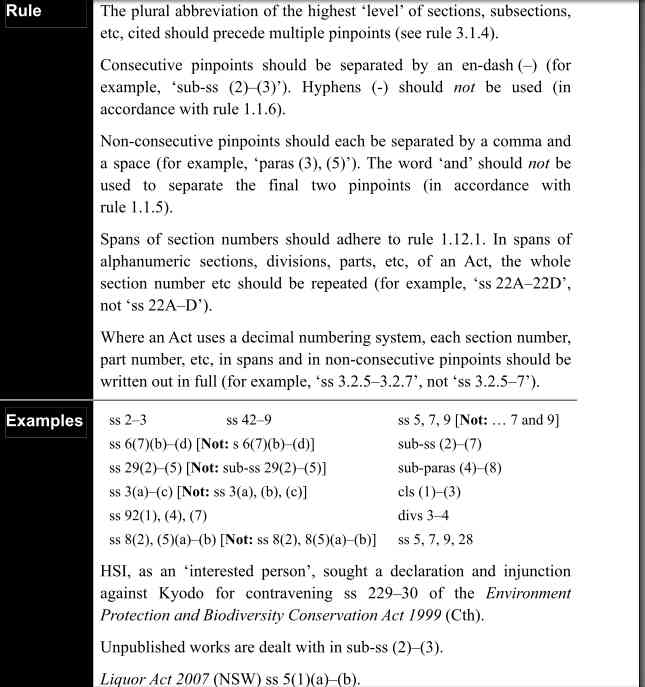 Rule
The plural abbreviation of the highest ‘level’ of sections, subsections,
etc, cited should precede multiple pinpoints (see rule 3.1.4).
Consecutive pinpoints should be separated by an en-dash (–) (for
example, ‘sub-ss (2)–(3)’). Hyphens (-) should not be used (in
accordance with rule 1.1.6).
Non-consecutive pinpoints should each be separated by a comma and
a space (for example, ‘paras (3), (5)’). The word ‘and’ should not be
used to separate the final two pinpoints (in accordance with
rule 1.1.5).
Spans of section numbers should adhere to rule 1.12.1. In spans of
alphanumeric sections, divisions, parts, etc, of an Act, the whole
section number etc should be repeated (for example, ‘ss 22A–22D’,
not ‘ss 22A–D’).
Where an Act uses a decimal numbering system, each section number,
part number, etc, in spans and in non-consecutive pinpoints should be
written out in full (for example, ‘ss 3.2.5–3.2.7’, not ‘ss 3.2.5–7’).
Examples
ss 2–3 ss 42–9 ss 5, 7, 9 [Not: … 7 and 9]
ss 6(7)(b)–(d) [Not: s 6(7)(b)–(d)] sub-ss (2)–(7)
ss 29(2)–(5) [Not: sub-ss 29(2)–(5)] sub-paras (4)–(8)
ss 3(a)–(c) [Not: ss 3(a), (b), (c)] cls (1)–(3)
ss 92(1), (4), (7) divs 3–4
ss 8(2), (5)(a)–(b) [Not: ss 8(2), 8(5)(a)–(b)] ss 5, 7, 9, 28
HSI, as an ‘interested person’, sought a declaration and injunction
against Kyodo for contravening ss 229–30 of the Environment
Protection and Biodiversity Conservation Act 1999 (Cth).
Unpublished works are dealt with in sub-ss (2)–(3).
Liquor Act 2007 (NSW) ss 5(1)(a)–(b).